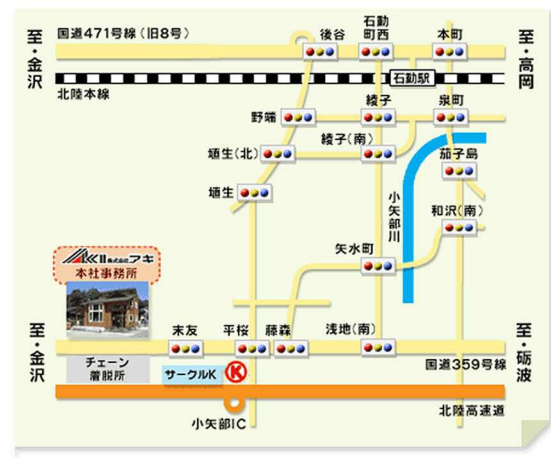 国道471号線(旧8号)
後谷
石動
町西
本町
至・金沢
至・高岡
石動駅
北陸本線
野端
綾子
泉町
埴生(北)
綾子(南)
茄子島
埴生
小矢部川
和沢(南)
矢水町
株式会社アキ
本社事務所
至・金沢
末友
平桜
藤森
浅地(南)
至・砺波
国道359号線
チェーン
着脱所
サークルK
K
北陸高速道
小矢部IC